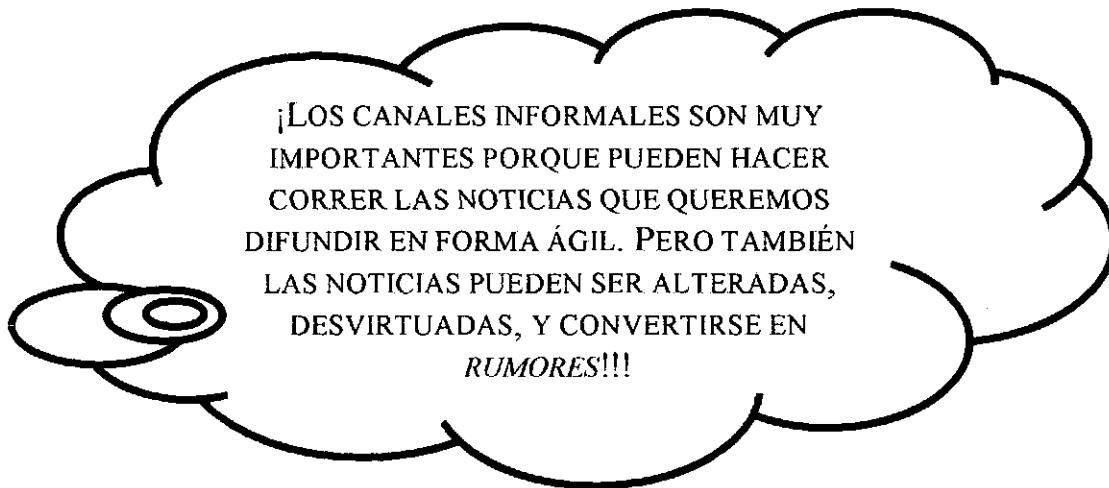 ¡LOS CANALES INFORMALES SON MUY
IMPORTANTES PORQUE PUEDEN HACER
CORRER LAS NOTICIAS QUE QUEREMOS
DIFUNDIR EN FORMA ÁGIL. PERO TAMBIÉN
LAS NOTICIAS PUEDEN SER ALTERADAS,
DESVIRTUADAS, Y CONVERTIRSE EN
RUMORES!!!